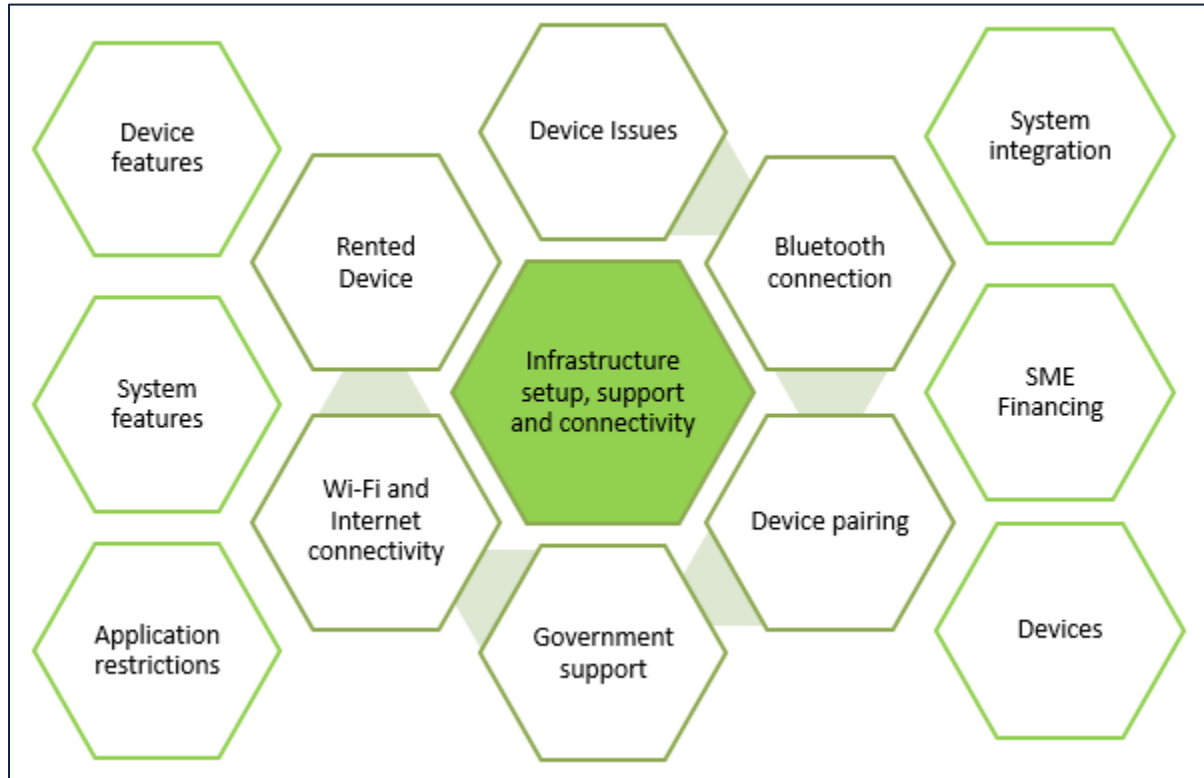 Device
features
Device Issues
System
integration
Rented
Device
Bluetooth
connection
Infrastructure
setup, support
and connectivity
System
features
SME
Financing
Wi-Fi and
Internet
connectivity
Device pairing
Application
restrictions
Government
support
Devices